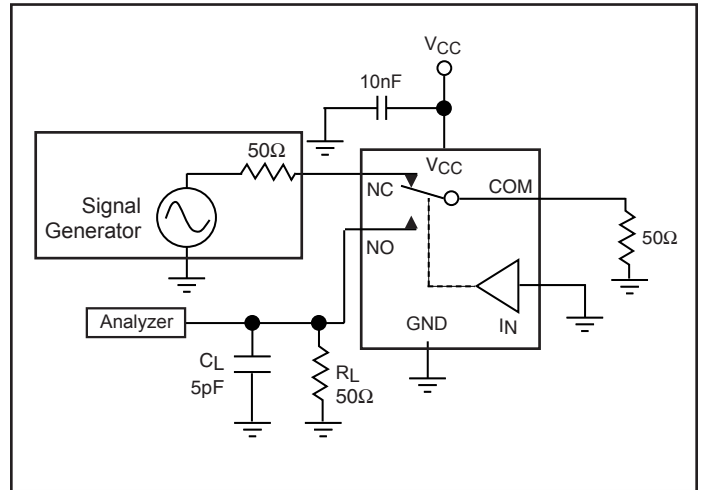 VCC
10nF
50Ω
VCC
NC
COM
Signal
Generator
50Ω
NO
Analyzer
GND
IN
CL
5pF
RL
50Ω